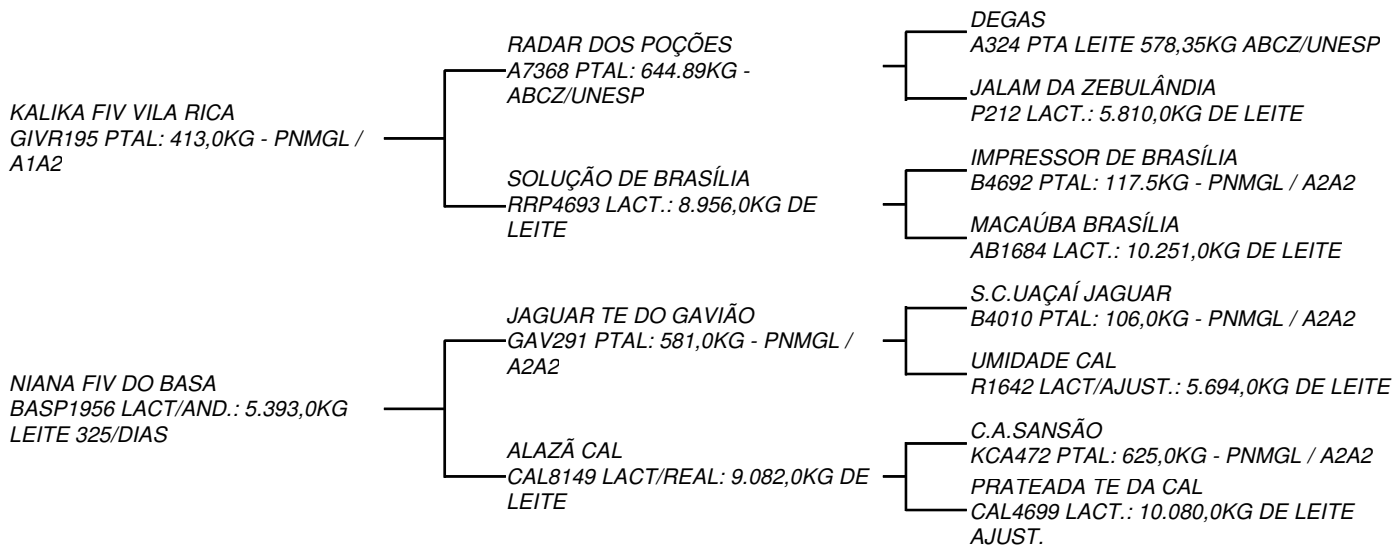 KALIKA FIV VILA RICA
GIVR195 PTAL: 413,0KG - PNMGL /
A1A2
NIANA FIV DO BASA
BASP1956 LACT/AND.: 5.393,0KG
LEITE 325/DIAS
RADAR DOS POÇÕES
A7368 PTAL: 644.89KG -
ABCZ/UNESP
SOLUÇÃO DE BRASÍLIA
RRP4693 LACT.: 8.956,0KG DE
LEITE
JAGUAR TE DO GAVIÃO
GAV291 PTAL: 581,0KG - PNMGL /
A2A2
ALAZÃ CAL
CAL8149 LACT/REAL: 9.082,0KG DE
LEITE
DEGAS
A324 PTA LEITE 578,35KG ABCZ/UNESP
JALAM DA ZEBULÂNDIA
P212 LACT.: 5.810,0KG DE LEITE
IMPRESSOR DE BRASÍLIA
B4692 PTAL: 117.5KG - PNMGL / A2A2
MACAÚBA BRASÍLIA
AB1684 LACT.: 10.251,0KG DE LEITE
S.C.UAÇAÍ JAGUAR
B4010 PTAL: 106,0KG - PNMGL / A2A2
UMIDADE CAL
R1642 LACT/AJUST.: 5.694,0KG DE LEITE
C.A.SANSÃO
KCA472 PTAL: 625,0KG - PNMGL / A2A2
PRATEADA TE DA CAL
CAL4699 LACT.: 10.080,0KG DE LEITE
AJUST.